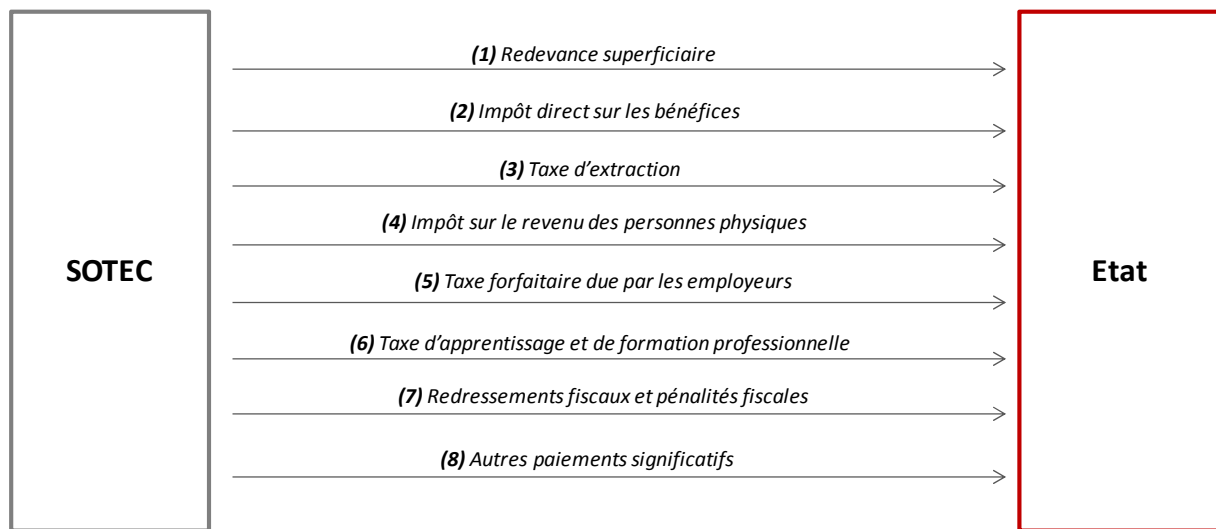 (1) Redevance superficiaire
(2) Impôt direct sur les bénéfices
(3) Taxe d'extraction
(4) Impôt sur le revenu des personnes physiques
SOTEC
Etat
(5) Taxe forfaitaire due par les employeurs
(6) Taxe d’apprentissage et de formation professionnelle
(7) Redressements fiscaux et pénalités fiscales
(8) Autres paiements significatifs